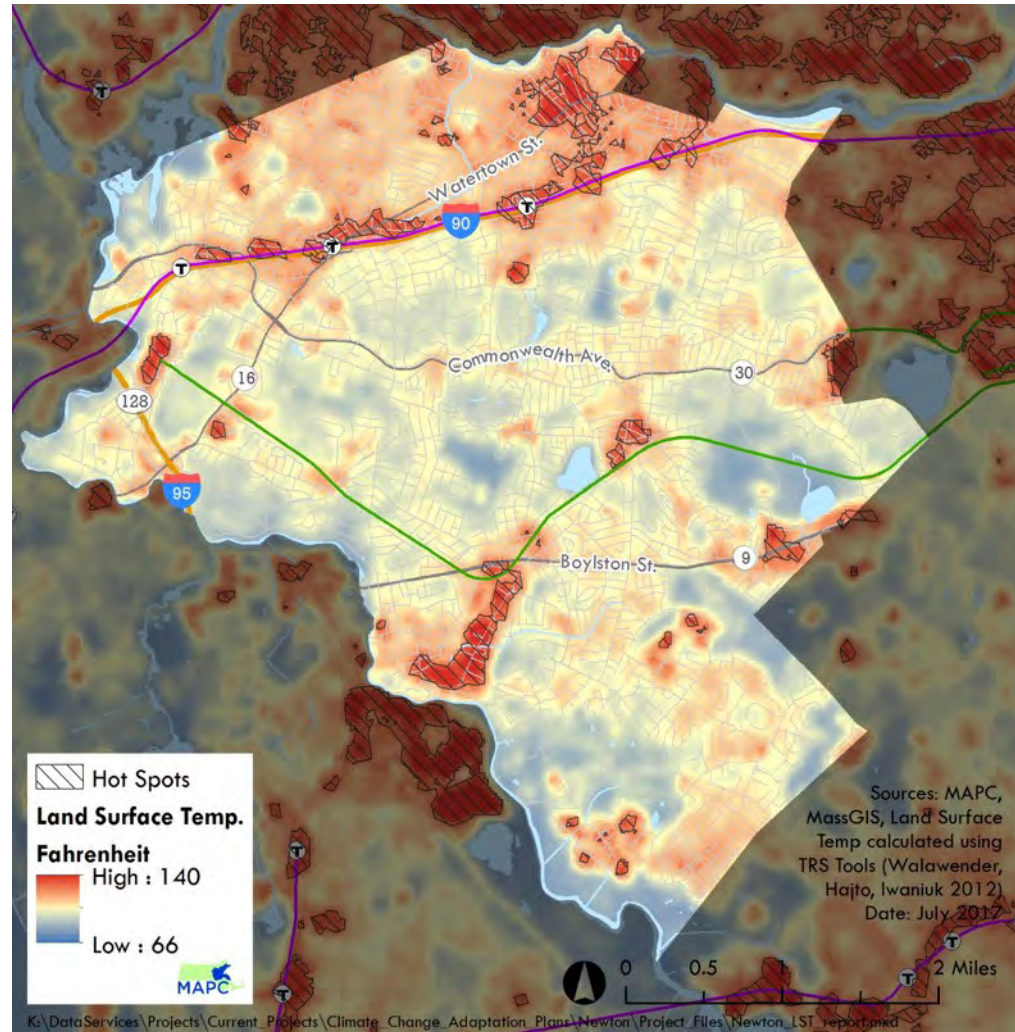 T
Watertown St.
90
T
T
T
Commonwealth Ave.
30
16
128
95
Boylston St.
9
Hot Spots
Land Surface Temp.
Fahrenheit
High : 140
Low : 66
MAPC
Sources: MAPC,
MassGIS, Land Surface
Temp calculated using
TRS Tools (Walawender,
Hajto, Iwaniuk 2012)
Date: July 2017
T
T
T
T
0 0.5 1 2 Miles
K:\DataServices\Projects\Current_Projects\Climate_Change_Adaptation_Plans\Newton\Project_Files\Newton_LST_report.mxd